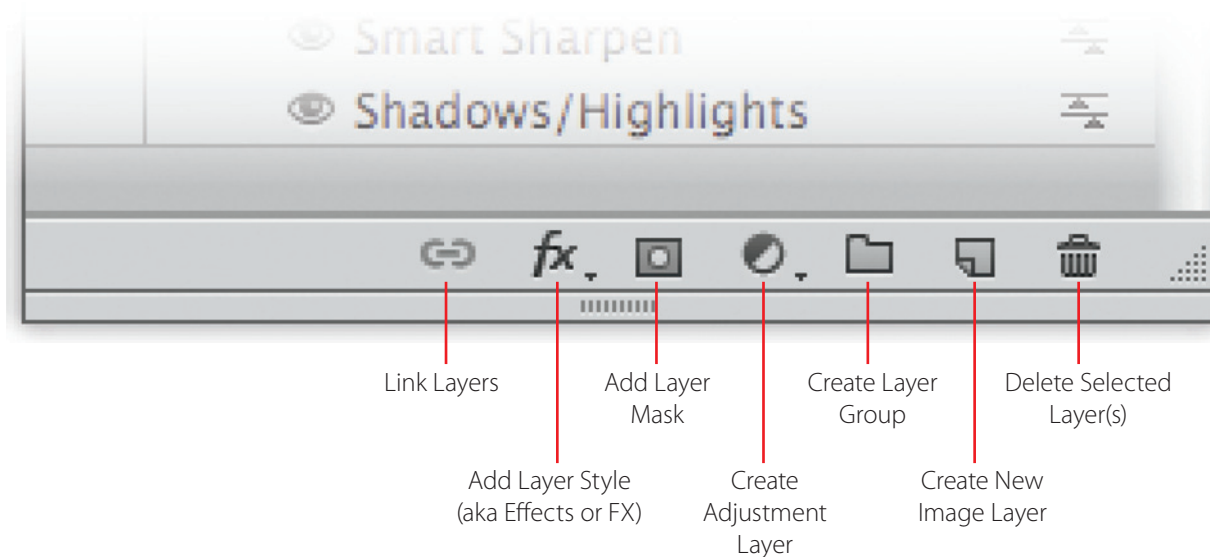 Smart Sharpen
Shadows/Highlights
fx
Link Layers
Add Layer
Mask
Create Layer
Group
Delete Selected
Layer(s)
Add Layer Style
(aka Effects or FX)
Create
Adjustment
Layer
Create New
Image Layer